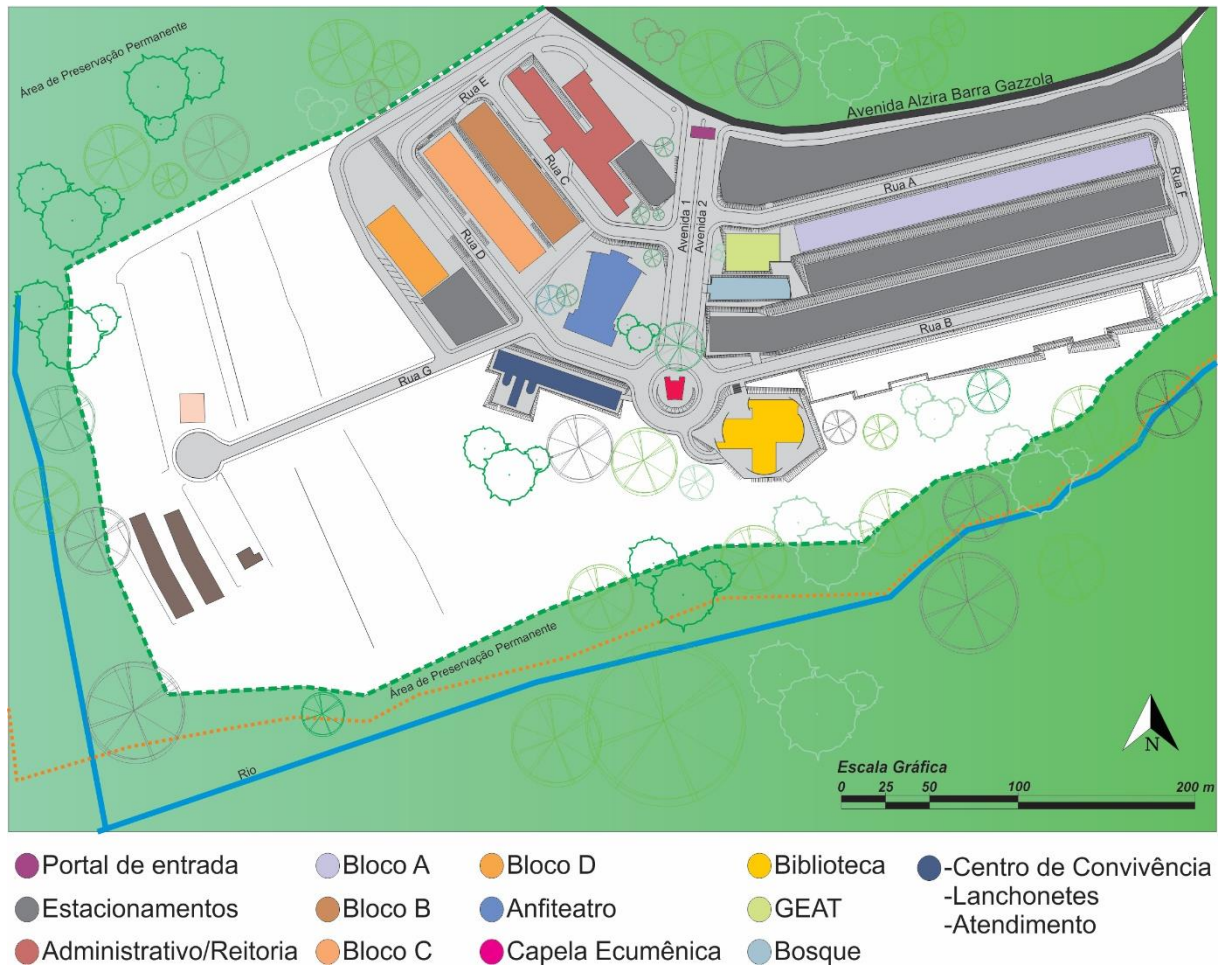 Área de Preservação Permanente
Avenida Alzira Barra Gazzola
Rua E
Rua C
Rua D
Rua A
Rua F
Avenida 1
Avenida 2
Rua B
Rua G
Área de Preservação Permanente
Rio
N
Escala Gráfica
0 25 50 100 200 m
Portal de entrada
Estacionamentos
Administrativo/Reitoria
Bloco A
Bloco B
Bloco C
Bloco D
Anfiteatro
Capela Ecumênica
Biblioteca
GEAT
Bosque
-Centro de Convivência
-Lanchonetes
-Atendimento